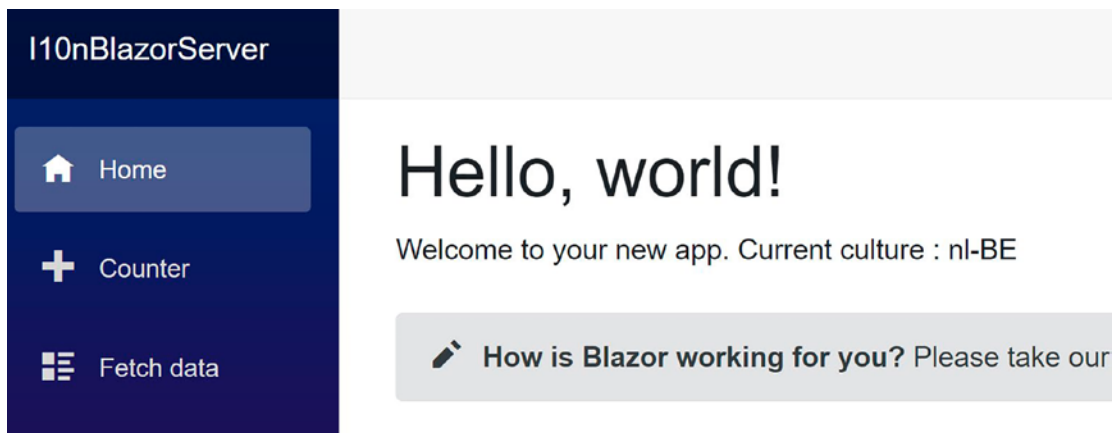 l10nBlazorServer
Home
Counter
Fetch data
Hello, world!
Welcome to your new app. Current culture : nl-BE
How is Blazor working for you? Please take our